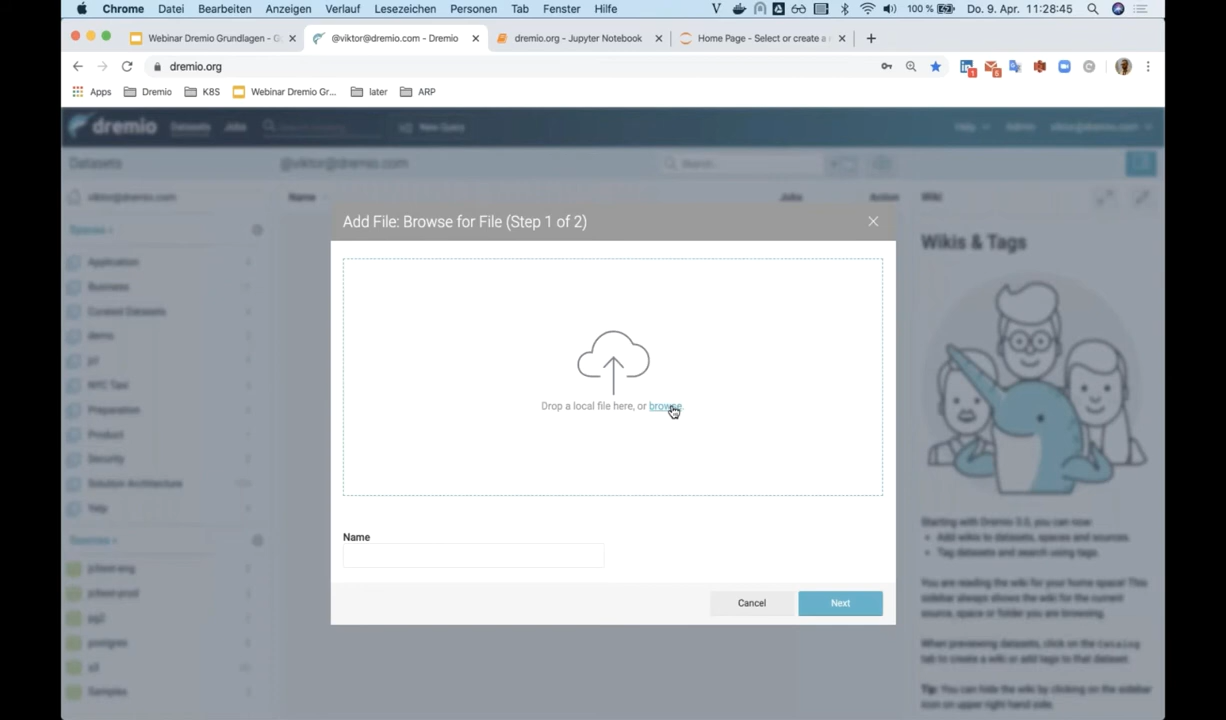 Chrome Datei Bearbeiten Anzeigen Verlauf Lesezeichen Personen Tab Fenster Hilfe 100 % Do. 9. Apr. 11:28:45
Webinar Dremio Grundlagen - G
@viktor@dremio.com - Dremio
dremio.org - Jupyter Notebook
Home Page - Select or create a
dremio.org
Apps Dremio K8S Webinar Dremio Gr... later ARP
dremio Datasets Jobs New Query Help Admin viktor@dremio.com
Datasets @viktor@dremio.com Search...
viktor@dremio.com Name Jobs Action Wiki
Spaces
Application
Business
Curated Datasets
demo
NYC Taxi
Preparation
Product
Security
Solution Architecture
Yelp
Sources
pg2
postgres
s3
Samples
Add File: Browse for File (Step 1 of 2)
Drop a local file here, or browse.
Name
Cancel Next
Wikis & Tags
Starting with Dremio 3.0, you can now
• Add wikis to datasets, spaces and sources.
• Tag datasets and search using tags.
You are reading the wiki for your home space! This
sidebar always shows the wiki for the current
source, space or folder you are browsing.
When previewing datasets, click on the Catalog
tab to create a wiki or add tags to that dataset.
Tip: You can hide the wiki by clicking on the sidebar
icon on upper right hand side.